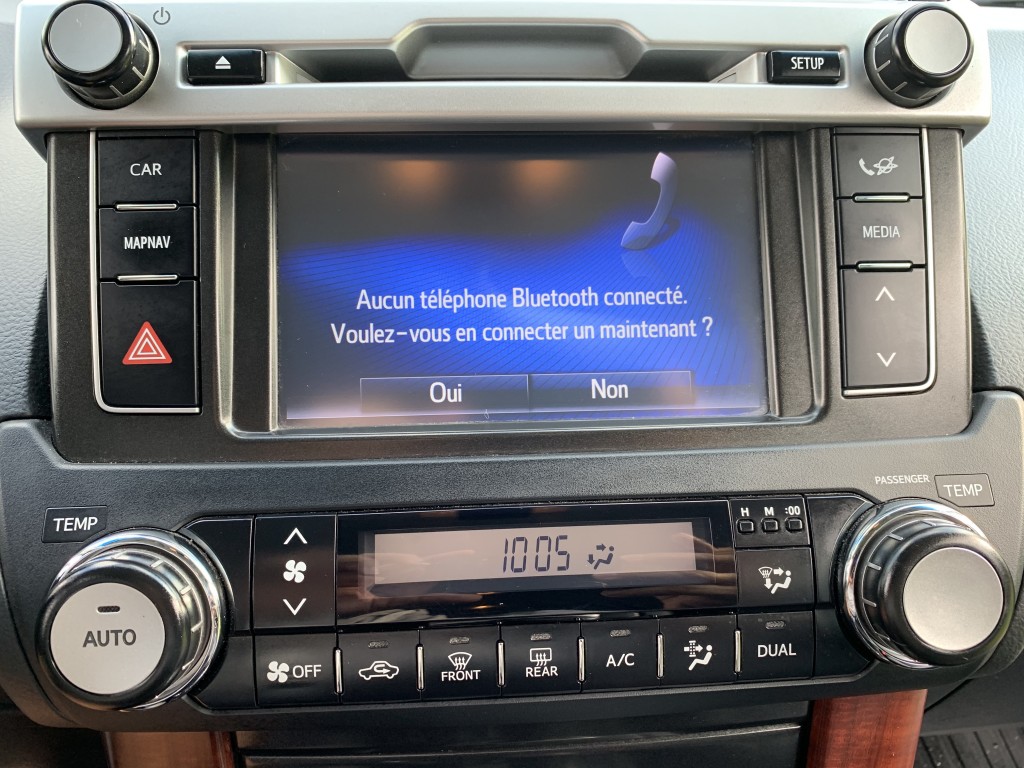 SETUP
CAR
MAPNAV
MEDIA
Aucun téléphone Bluetooth connecté.
Voulez-vous en connecter un maintenant ?
Oui Non
PASSENGER
TEMP
TEMP
H M :00
1005
AUTO
OFF
FRONT
REAR
A/C
DUAL